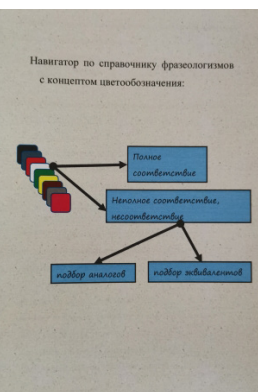 Навигатор по справочнику фразеологизмов
с концептом цветообозначения:
Полное
соответствие
Неполное соответствие,
несоответствие
подбор аналогов
подбор эквивалентов